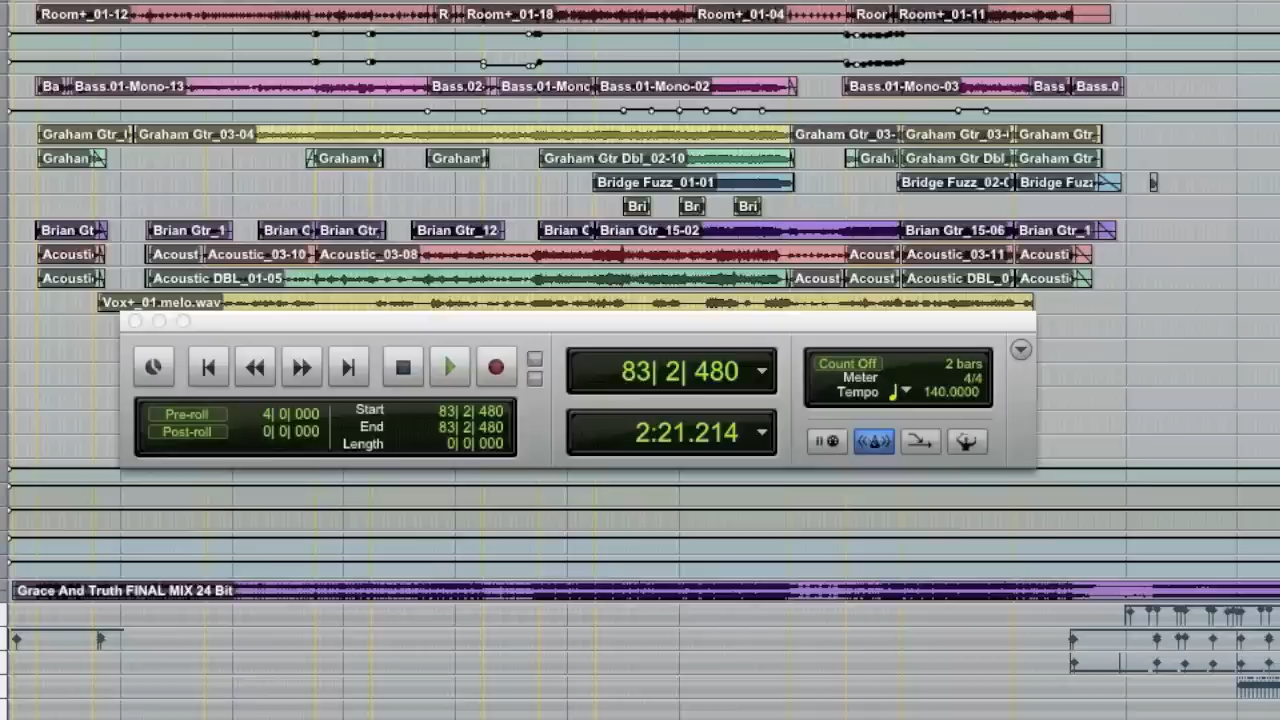 Room+_01-12 R Room+_01-18 Room+_01-04 Roor Room+_01-11
Ba Bass.01-Mono-13 Bass.02- Bass.01-Monc Bass.01-Mono-02 Bass.01-Mono-03 Bass Bass.0
Graham Gtr_ Graham Gtr_03-04 Graham Gtr_03- Graham Gtr_03- Graham Gtr
Grahan Graham Graham Graham Gtr Dbl_02-10 Grah Graham Gtr Dbl_ Graham Gtr
Bridge Fuzz_01-01 Bridge Fuzz_02- Bridge Fuz
Bri Br Bri
Brian Gt Brian Gtr_1 Brian Brian Gtr Brian Gtr_12 Brian Brian Gtr_15-02 Brian Gtr_15-06 Brian Gtr_1
Acousti Acoust Acoustic_03-10 Acoustic_03-08 Acoust Acoustic_03-11 Acousti
Acousti Acoustic DBL_01-05 Acoust Acoust Acoustic DBL_0 Acousti
Vox+_01.melo.wav
83| 2| 480
Count Off 2 bars
Meter 4/4
Tempo 140.0000
Pre-roll 4| 0| 000 Start 83| 2| 480
Post-roll 0| 0| 000 End 83| 2| 480
Length 0| 0| 000
2:21.214
Grace And Truth FINAL MIX 24 Bit